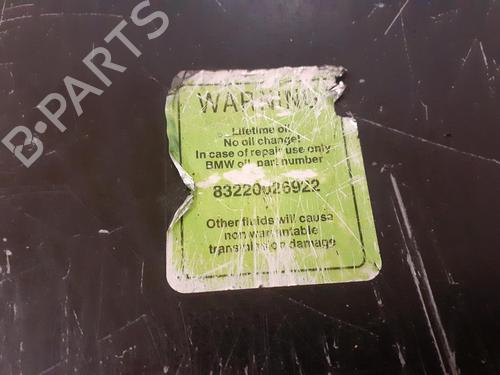 B-PARTS
WARNING
Lifetime oil
No oil change!
In case of repair use only
BMW oil, part number
83220026922
Other fluids will cause
non warrantable
transmission damage